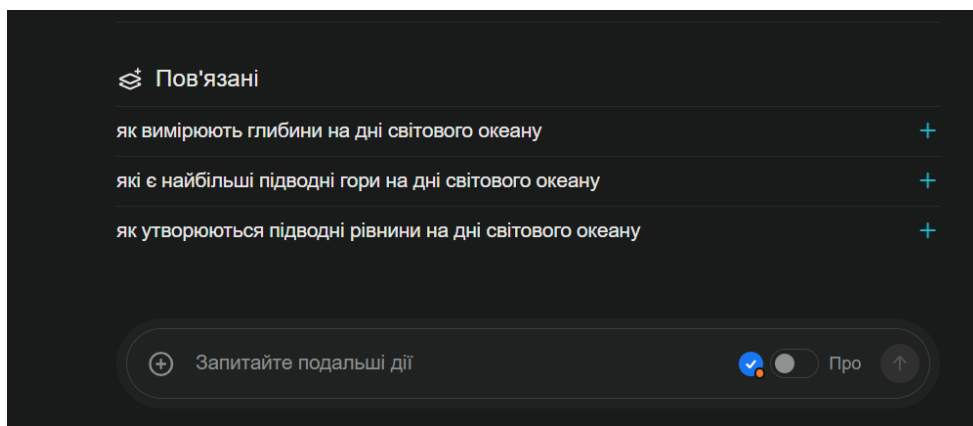 Пов'язані
як вимірюють глибини на дні світового океану
які є найбільші підводні гори на дні світового океану
як утворюються підводні рівнини на дні світового океану
Запитайте подальші дії
Про